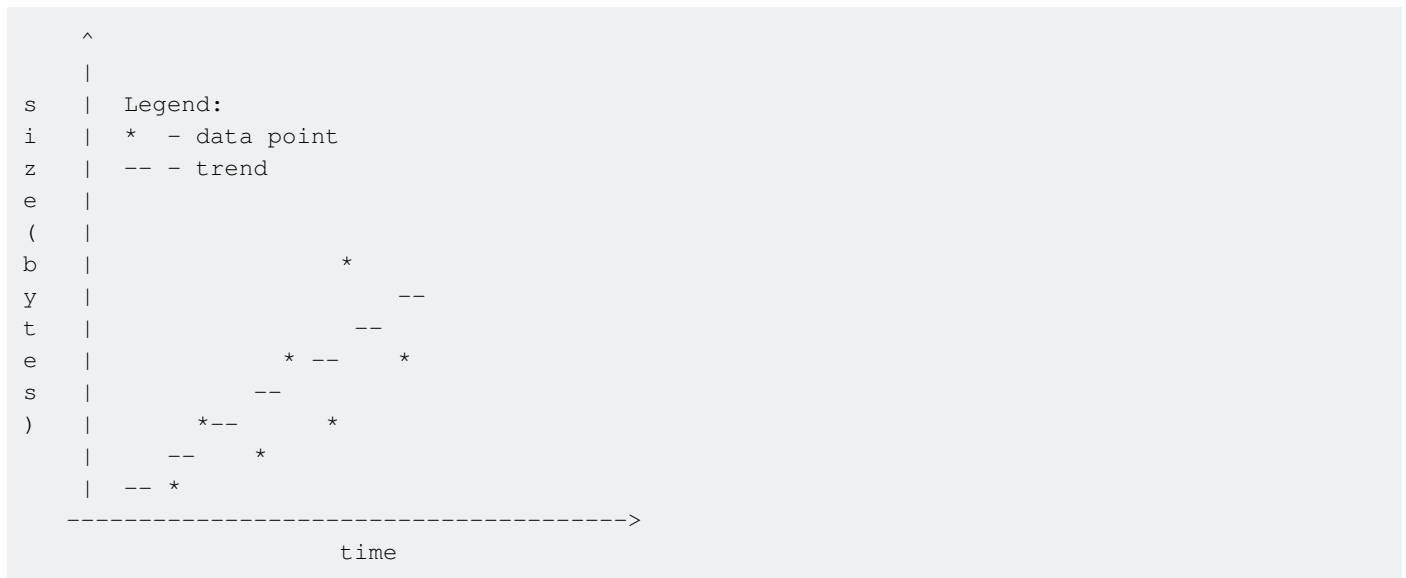 ^
    |
s   |  Legend:
i   |  *  - data point
z   |  -- - trend
e   |
(   |
b   |                 *
y   |                     --
t   |                  --
e   |             * --    *
s   |           --
)   |       *--      *
    |     --    *
    |  -- *
   --------------------------------------->
                      time